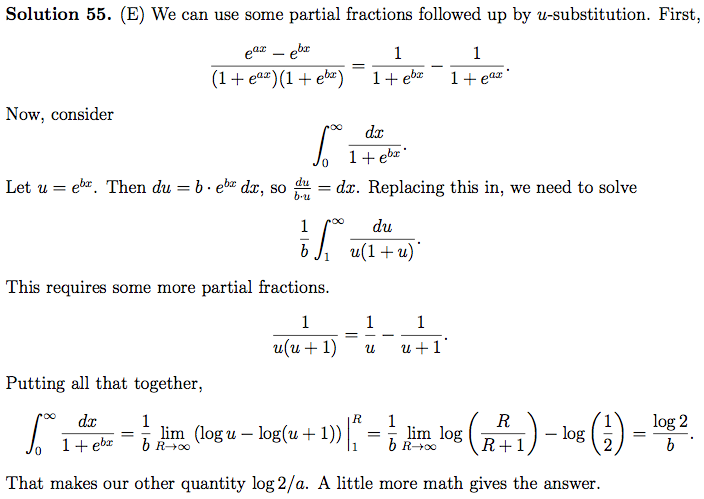 Solution 55. (E) We can use some partial fractions followed up by u-substitution. First,
\frac{e^{ax} - e^{bx}}{(1 + e^{ax})(1 + e^{bx})} = \frac{1}{1 + e^{bx}} - \frac{1}{1 + e^{ax}}.
Now, consider
\int_0^\infty \frac{dx}{1 + e^{bx}}.
Let u = e^{bx}. Then du = b \cdot e^{bx} dx, so \frac{du}{b \cdot u} = dx. Replacing this in, we need to solve
\frac{1}{b} \int_1^\infty \frac{du}{u(1 + u)}.
This requires some more partial fractions.
\frac{1}{u(u + 1)} = \frac{1}{u} - \frac{1}{u + 1}.
Putting all that together,
\int_0^\infty \frac{dx}{1 + e^{bx}} = \frac{1}{b} \lim_{R \to \infty} (\log u - \log(u + 1)) \Big|_1^R = \frac{1}{b} \lim_{R \to \infty} \log \left( \frac{R}{R + 1} \right) - \log \left( \frac{1}{2} \right) = \frac{\log 2}{b}.
That makes our other quantity log 2/a. A little more math gives the answer.